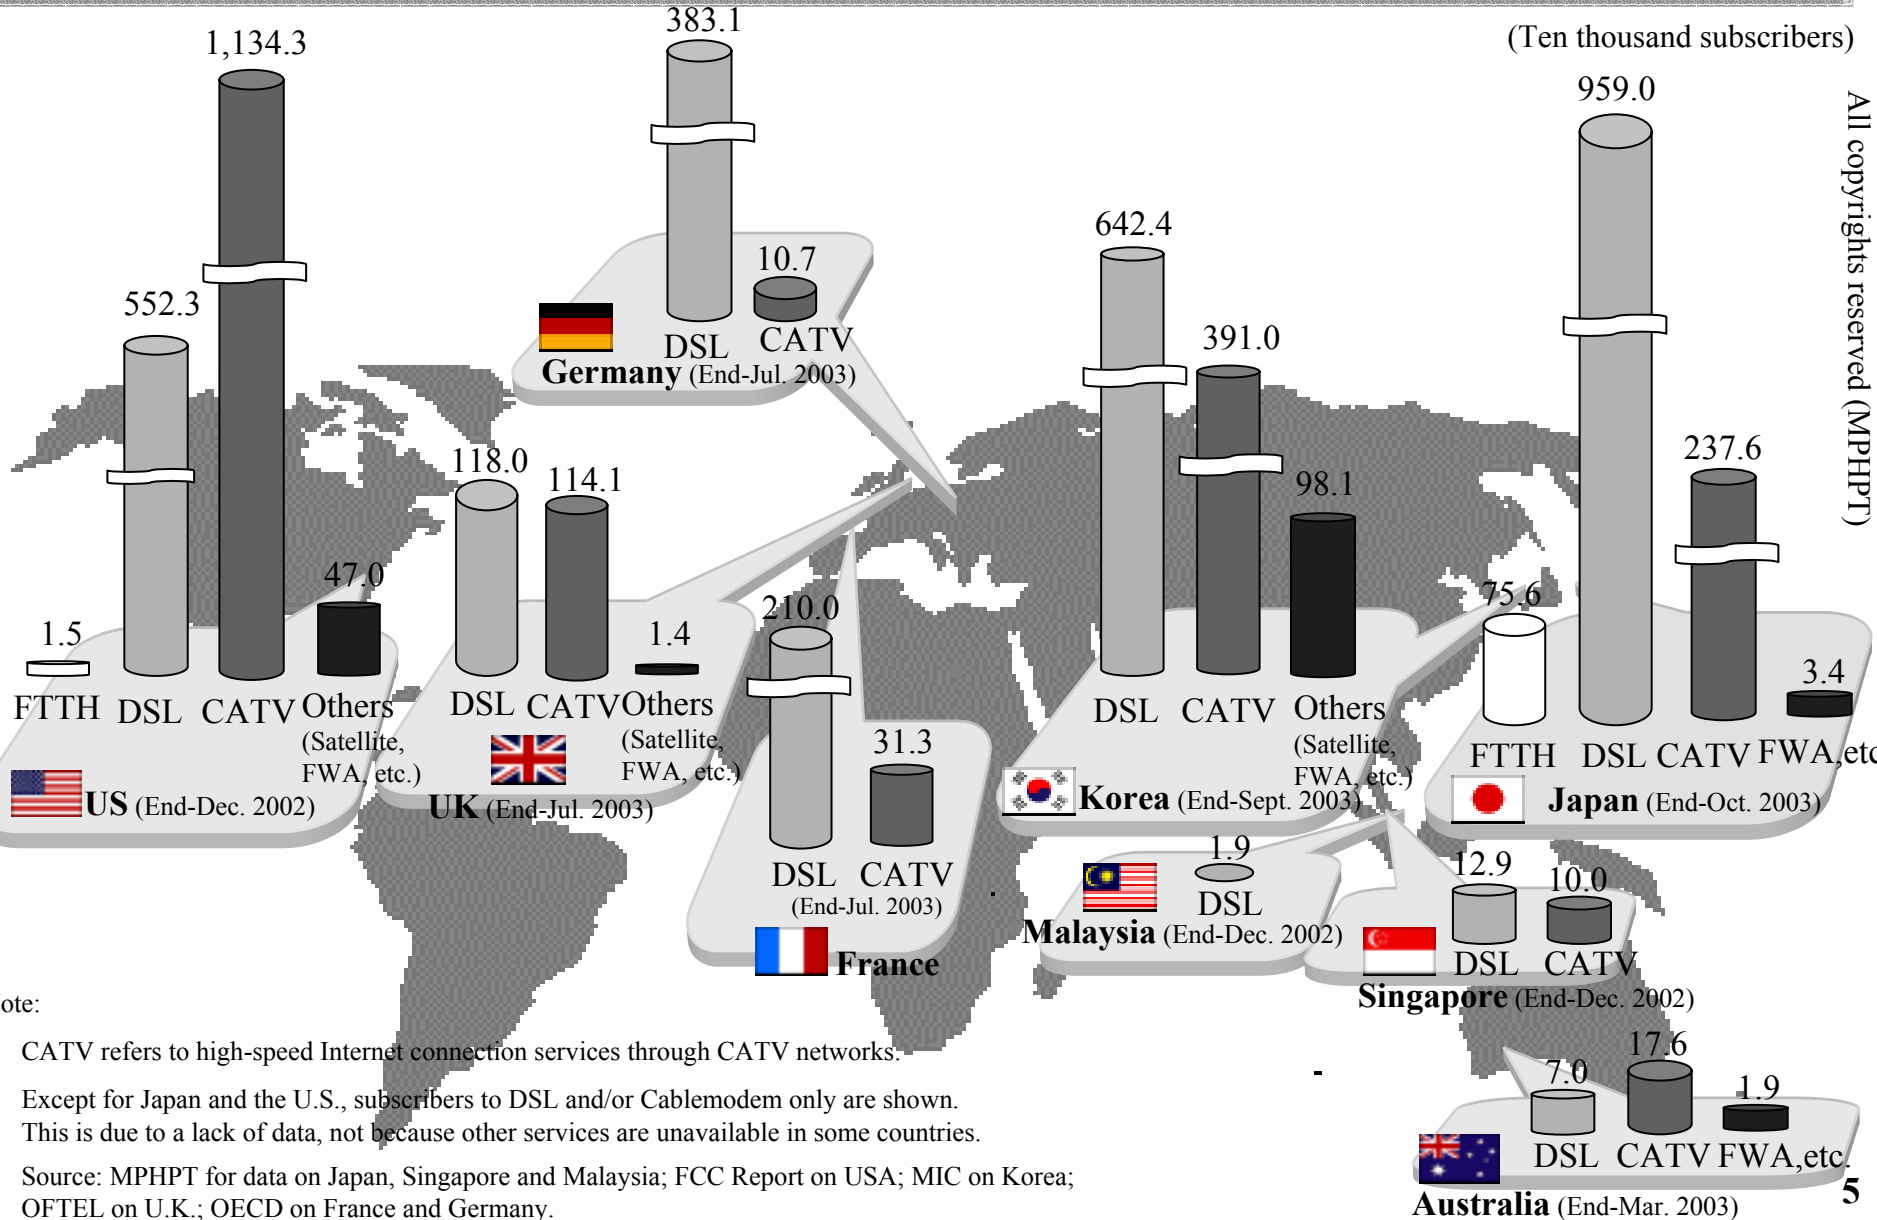 (Ten thousand subscribers)
All copyrights reserved (MPHPT)
1.5
552.3
1,134.3
47.0
FTTH
DSL
CATV
Others
(Satellite,
FWA, etc.)
US (End-Dec. 2002)
383.1
10.7
DSL
CATV
Germany (End-Jul. 2003)
118.0
114.1
1.4
DSL
CATV
Others
(Satellite,
FWA, etc.)
UK (End-Jul. 2003)
210.0
31.3
DSL
CATV
(End-Jul. 2003)
France
642.4
391.0
98.1
DSL
CATV
Others
(Satellite,
FWA, etc.)
Korea (End-Sept. 2003)
75.6
959.0
237.6
3.4
FTTH
DSL
CATV
FWA,etc
Japan (End-Oct. 2003)
1.9
DSL
Malaysia (End-Dec. 2002)
12.9
10.0
DSL
CATV
Singapore (End-Dec. 2002)
7.0
17.6
1.9
DSL
CATV
FWA,etc.
Australia (End-Mar. 2003)
ote:
CATV refers to high-speed Internet connection services through CATV networks.
Except for Japan and the U.S., subscribers to DSL and/or Cablemodem only are shown.
This is due to a lack of data, not because other services are unavailable in some countries.
Source: MPHPT for data on Japan, Singapore and Malaysia; FCC Report on USA; MIC on Korea;
OFTEL on U.K.; OECD on France and Germany.
5